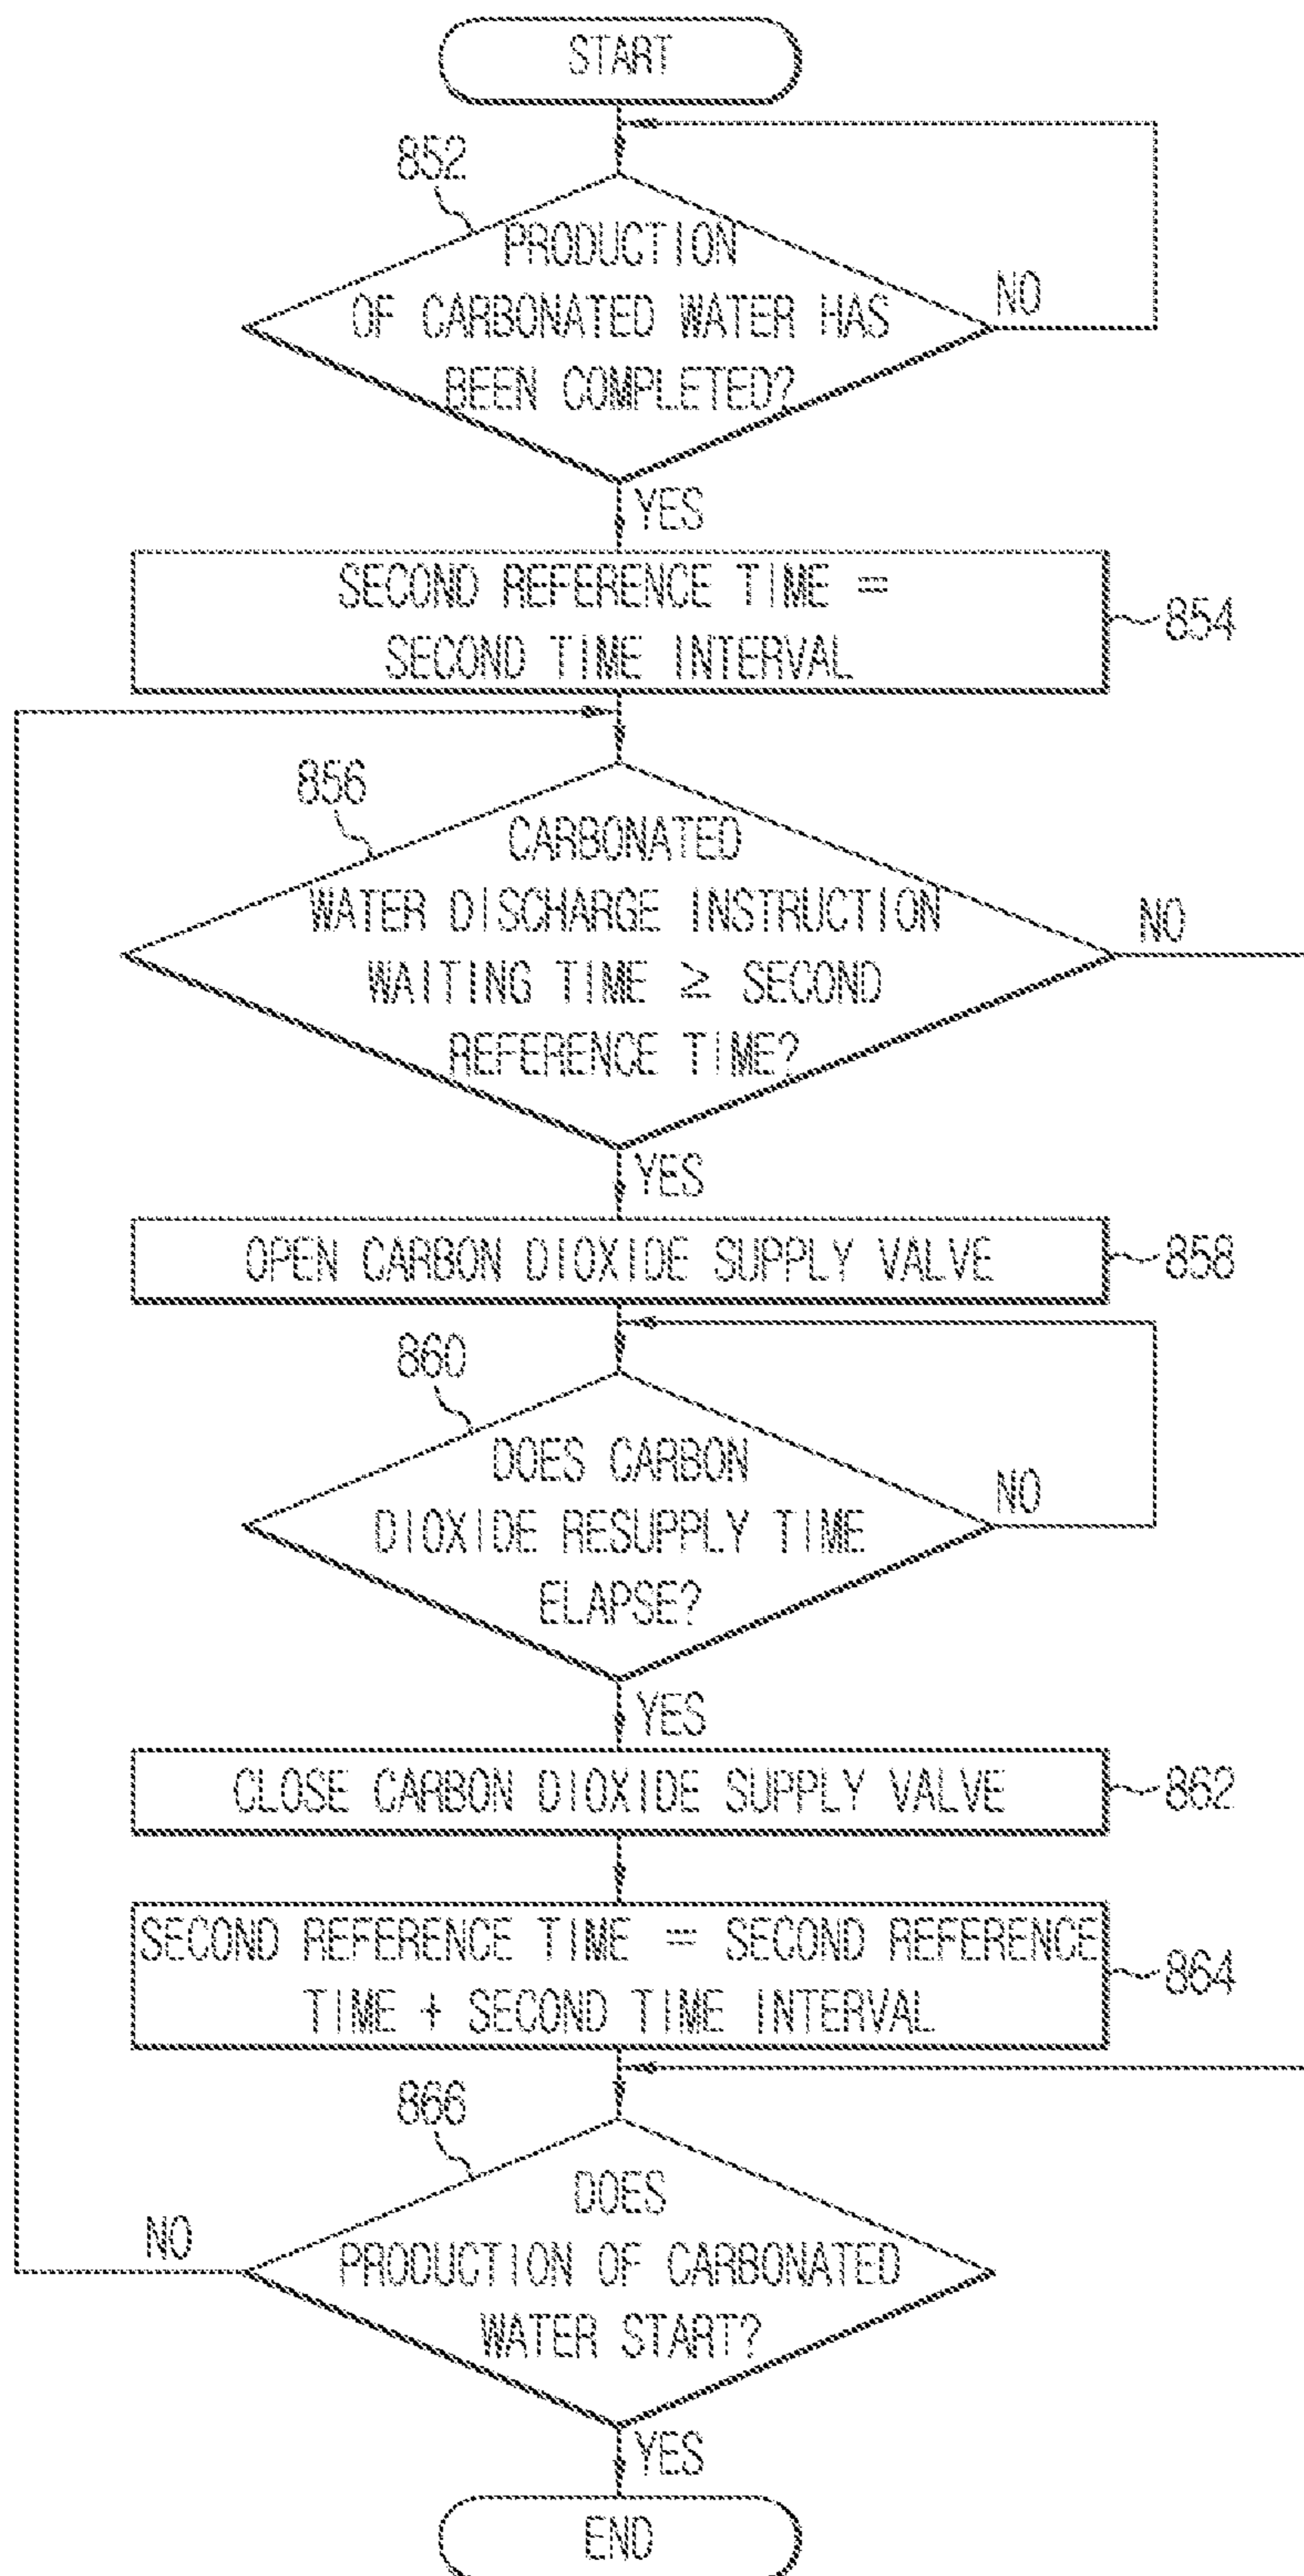 START
852
PRODUCTION
OF CARBONATED WATER HAS
BEEN COMPLETED?
NO
YES
SECOND REFERENCE TIME =
SECOND TIME INTERVAL
854
856
CARBONATED
WATER DISCHARGE INSTRUCTION
WAITING TIME ≥ SECOND
REFERENCE TIME?
NO
YES
OPEN CARBON DIOXIDE SUPPLY VALVE
858
860
DOES CARBON
DIOXIDE RESUPPLY TIME
ELAPSE?
NO
YES
CLOSE CARBON DIOXIDE SUPPLY VALVE
862
SECOND REFERENCE TIME = SECOND REFERENCE
TIME + SECOND TIME INTERVAL
864
866
DOES
PRODUCTION OF CARBONATED
WATER START?
NO
YES
END